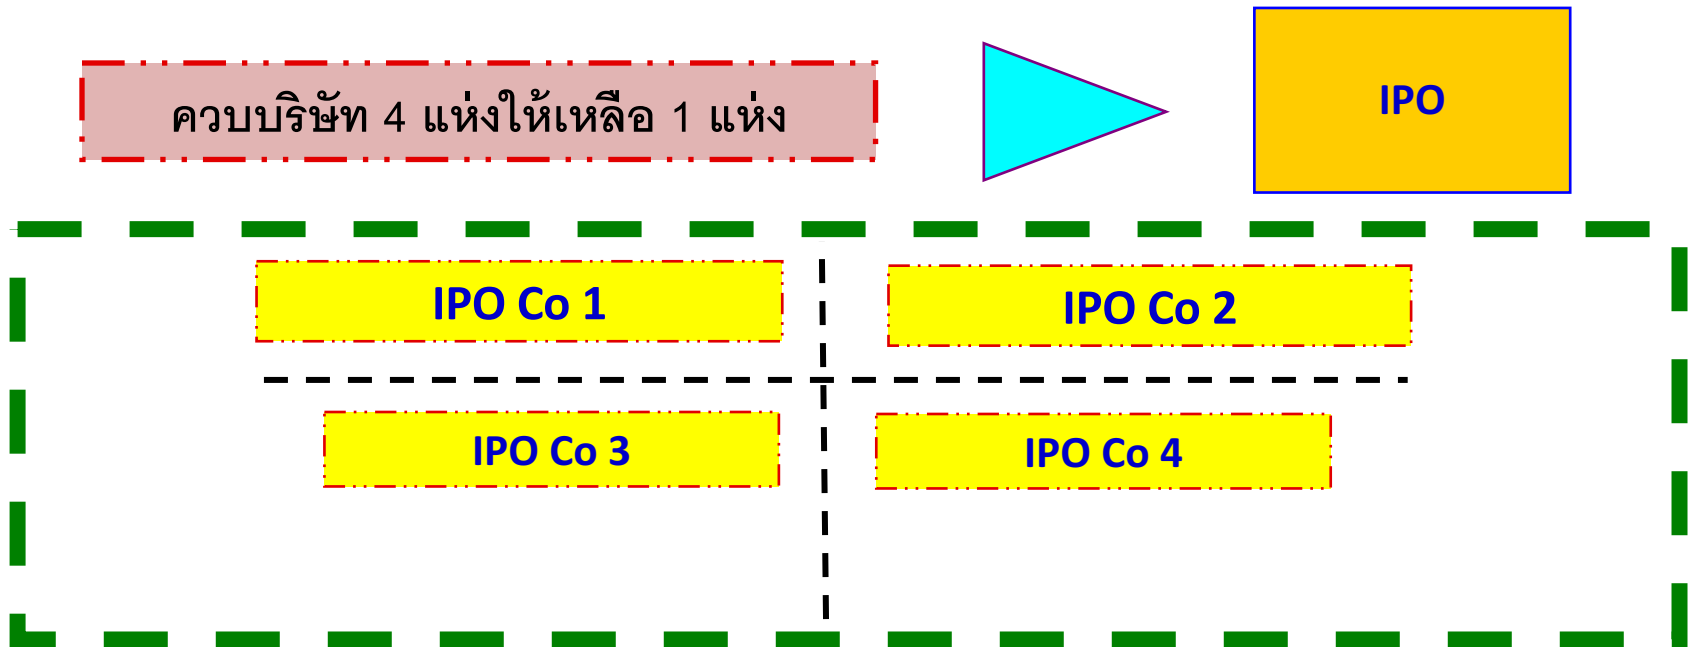 ควบบริษัท 4 แห่งให้เหลือ 1 แห่ง
IPO
IPO Co 1
IPO Co 2
IPO Co 3
IPO Co 4